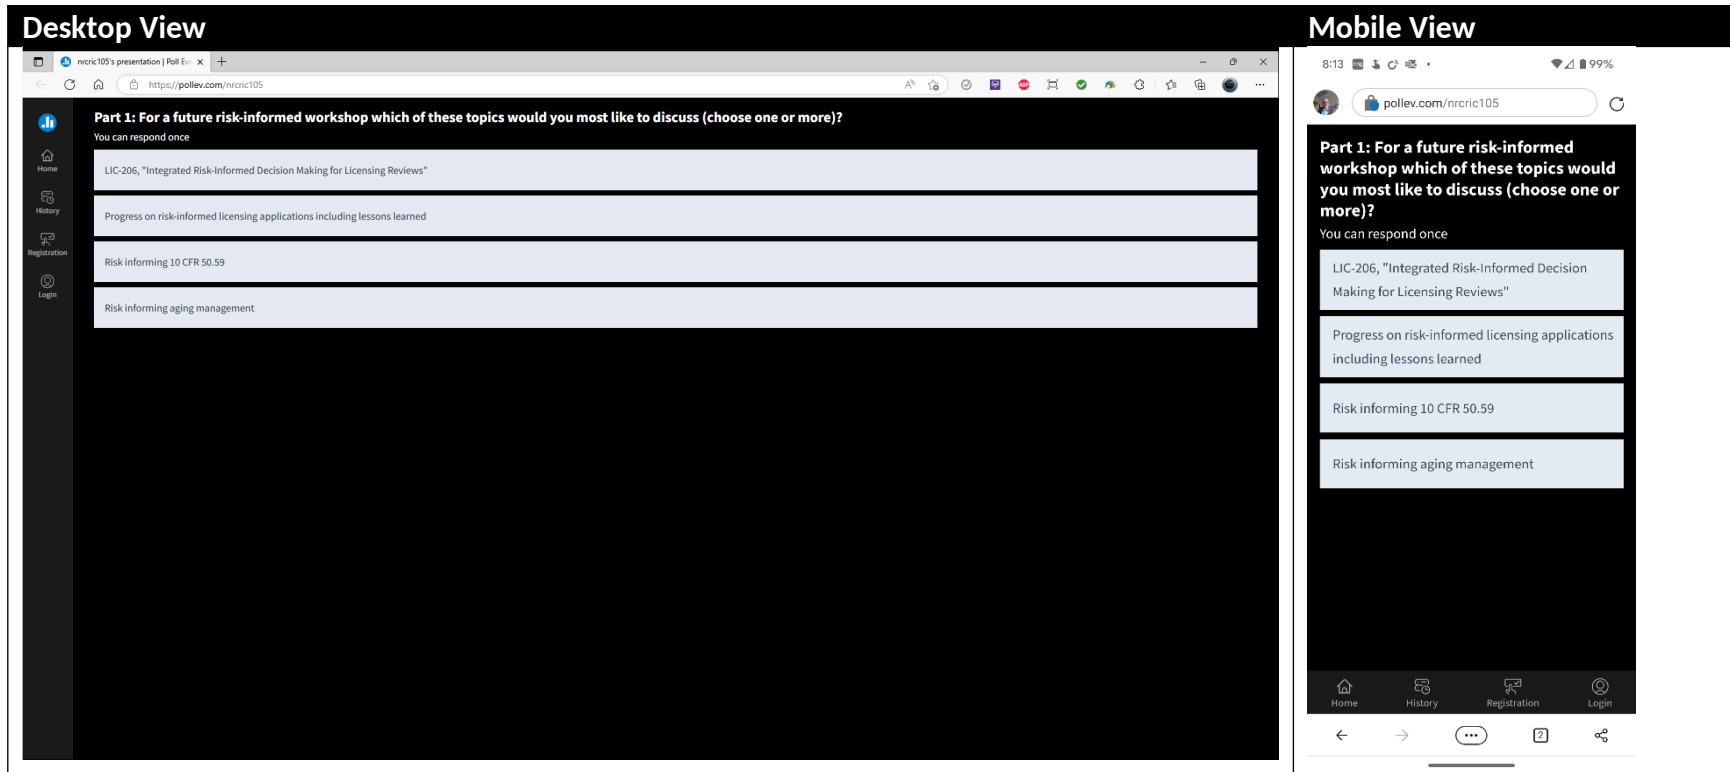 Desktop View
nrcric105's presentation | Poll Ev
https://pollev.com/nrcric105
Home
History
Registration
Login
Part 1: For a future risk-informed workshop which of these topics would you most like to discuss (choose one or more)?
You can respond once
LIC-206, "Integrated Risk-Informed Decision Making for Licensing Reviews"
Progress on risk-informed licensing applications including lessons learned
Risk informing 10 CFR 50.59
Risk informing aging management
Mobile View
8:13
99%
pollev.com/nrcric105
Part 1: For a future risk-informed
workshop which of these topics would
you most like to discuss (choose one or
more)?
You can respond once
LIC-206, "Integrated Risk-Informed Decision
Making for Licensing Reviews"
Progress on risk-informed licensing applications
including lessons learned
Risk informing 10 CFR 50.59
Risk informing aging management
Home
History
Registration
Login
2